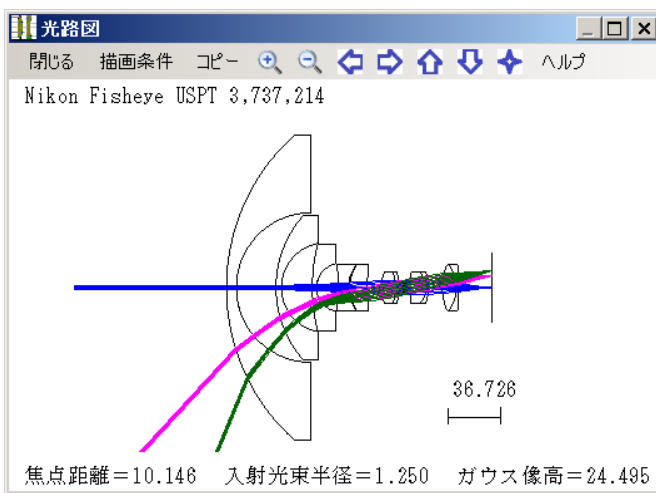 光路図
閉じる 描画条件 コピー ヘルプ
Nikon Fisheye USPT 3,737,214
36.726
焦点距離=10.146 入射光束半径=1.250 ガウス像高=24.495